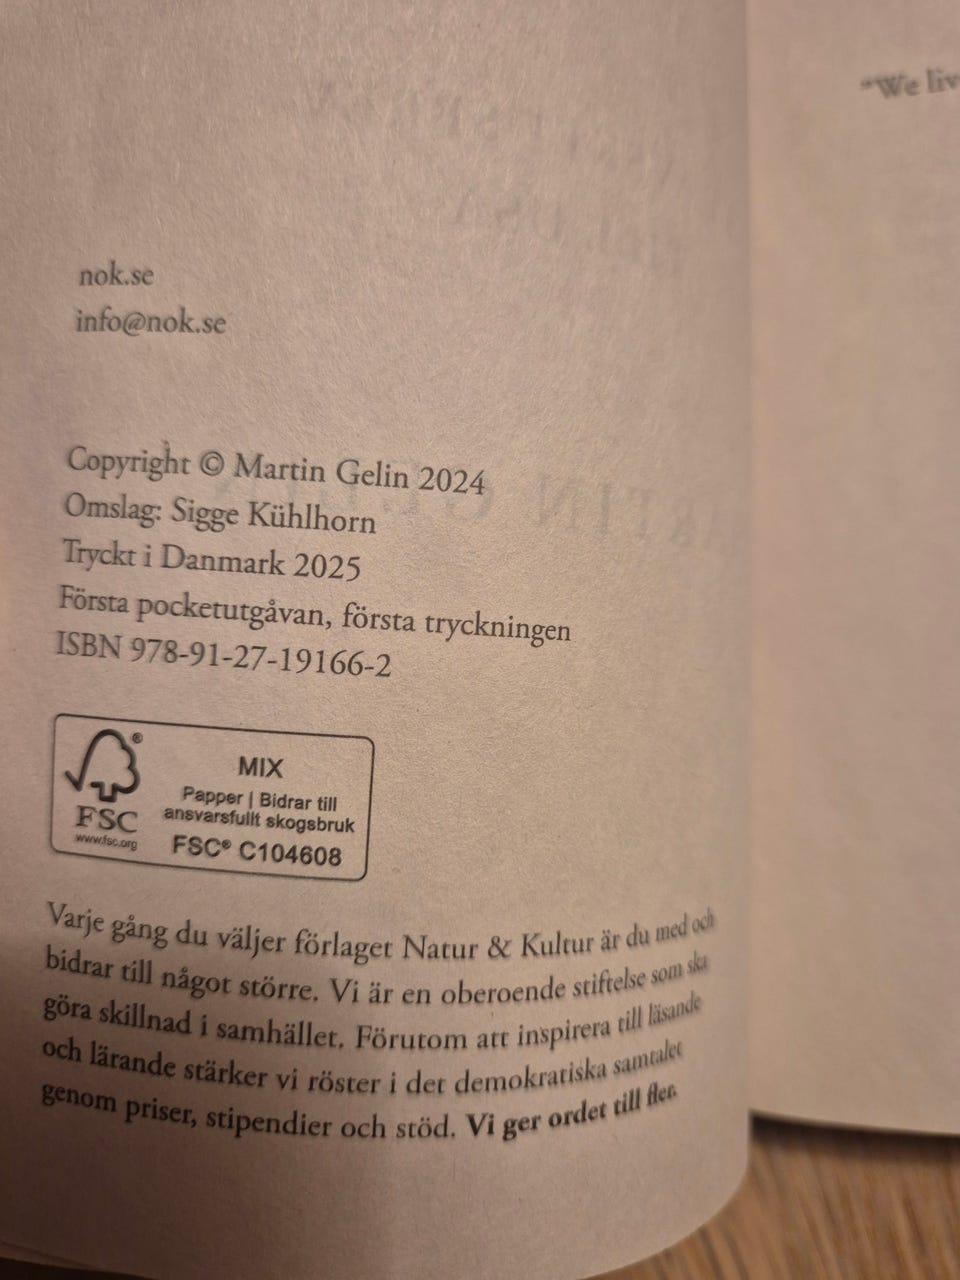 nok.se
info@nok.se
Copyright © Martin Gelin 2024
Omslag: Sigge Kühlhorn
Tryckt i Danmark 2025
Första pocketutgåvan, första tryckningen
ISBN 978-91-27-19166-2
FSC
www.fsc.org
MIX
Papper | Bidrar till
ansvarsfullt skogsbruk
FSC® C104608
Varje gång du väljer förlaget Natur & Kultur är du med och
bidrar till något större. Vi är en oberoende stiftelse som ska
göra skillnad i samhället. Förutom att inspirera till läsande
och lärande stärker vi röster i det demokratiska samtalet
genom priser, stipendier och stöd. Vi ger ordet till fler.
"We